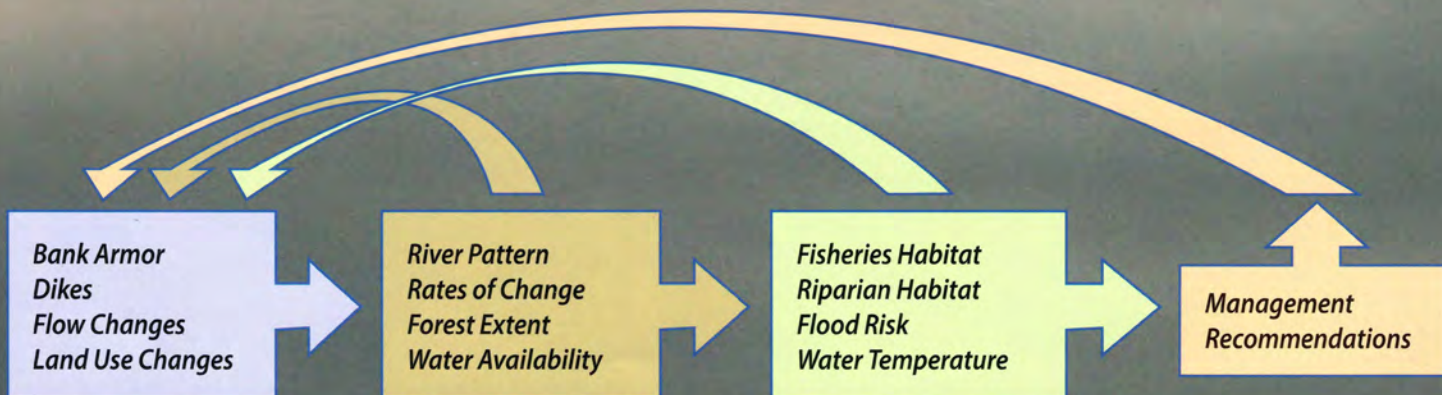 Bank Armor
Dikes
Flow Changes
Land Use Changes
River Pattern
Rates of Change
Forest Extent
Water Availability
Fisheries Habitat
Riparian Habitat
Flood Risk
Water Temperature
Management
Recommendations